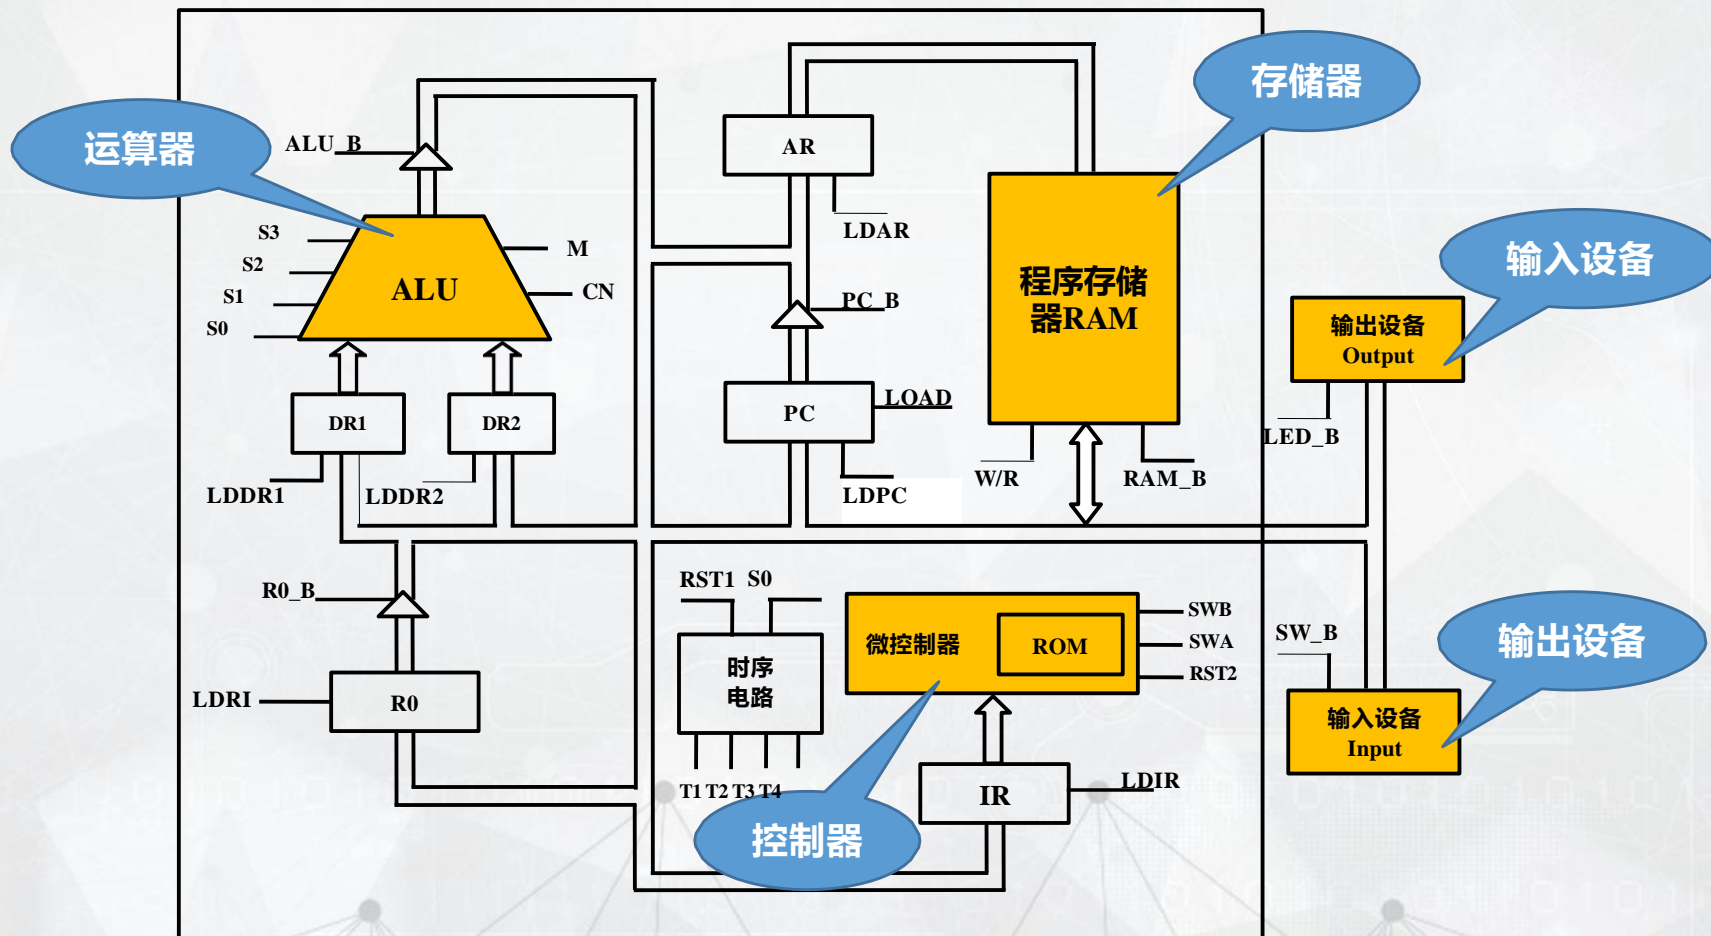 存储器
运算器
ALU_B
AR
LDAR
S3
S2
S1
S0
M
CN
ALU
程序存储
器RAM
PC_B
输入设备
输出设备
Output
DR1
DR2
PC
LOAD
LED_B
LDDR1
LDDR2
LDPC
W/R
RAM_B
R0_B
RST1
S0
微控制器
ROM
SWB
SWA
RST2
SW_B
输出设备
时序
电路
LDRI
R0
输入设备
Input
T1
T2
T3
T4
IR
LDIR
控制器